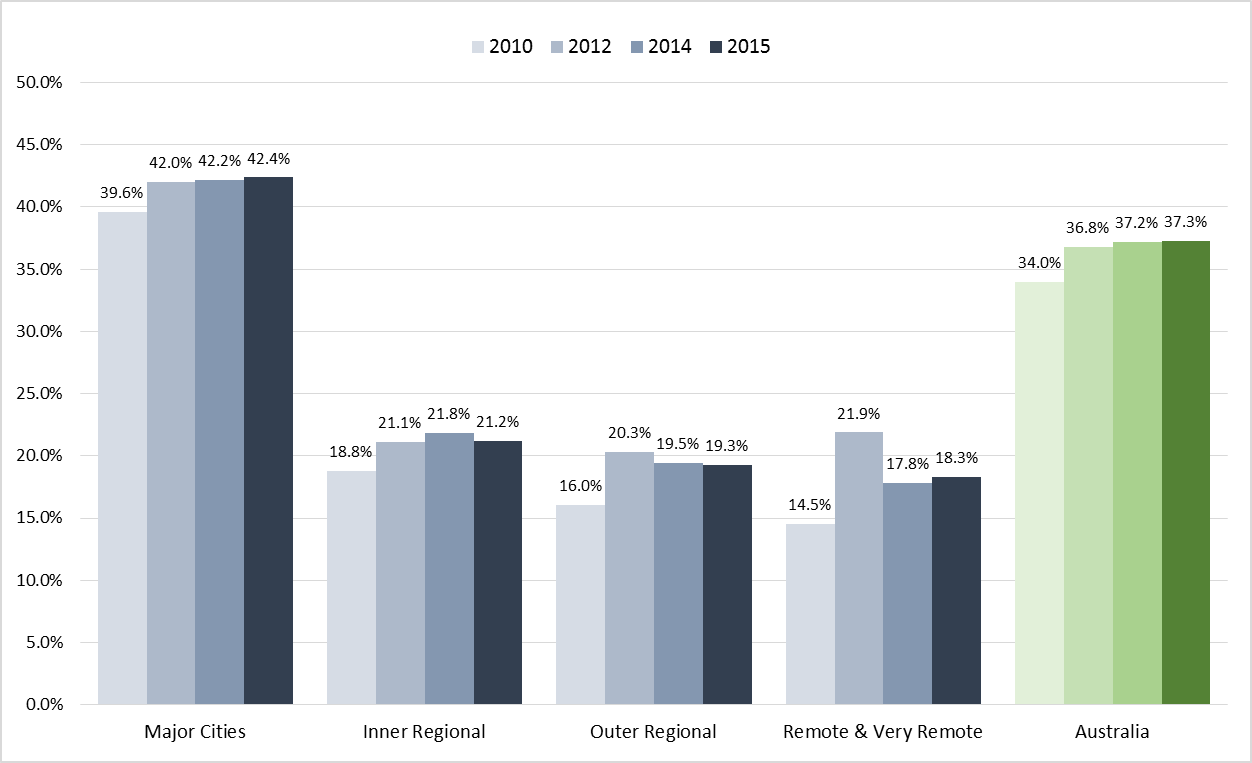 2010 2012 2014 2015
50.0%
45.0%
40.0%
35.0%
30.0%
25.0%
20.0%
15.0%
10.0%
5.0%
0.0%
39.6% 42.0% 42.2% 42.4%
18.8% 21.1% 21.8% 21.2%
16.0% 20.3% 19.5% 19.3%
14.5% 21.9% 17.8% 18.3%
34.0% 36.8% 37.2% 37.3%
Major Cities Inner Regional Outer Regional Remote & Very Remote Australia